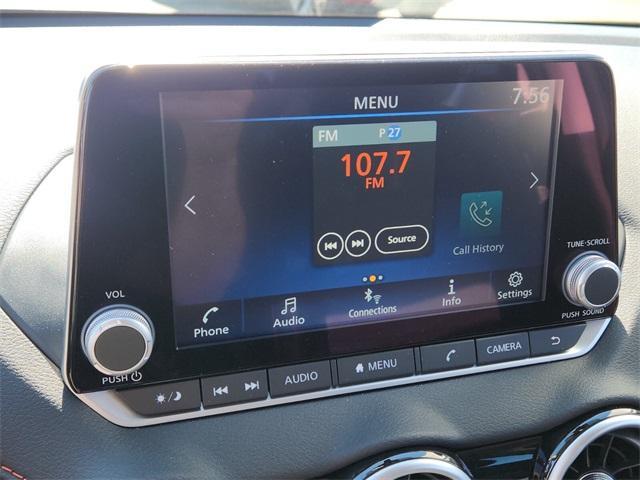 MENU 7:56
FM P 27
107.7
FM
Source
Call History
Phone Audio Connections Info Settings
VOL
PUSH
TUNE·SCROLL
PUSH SOUND
AUDIO MENU CAMERA